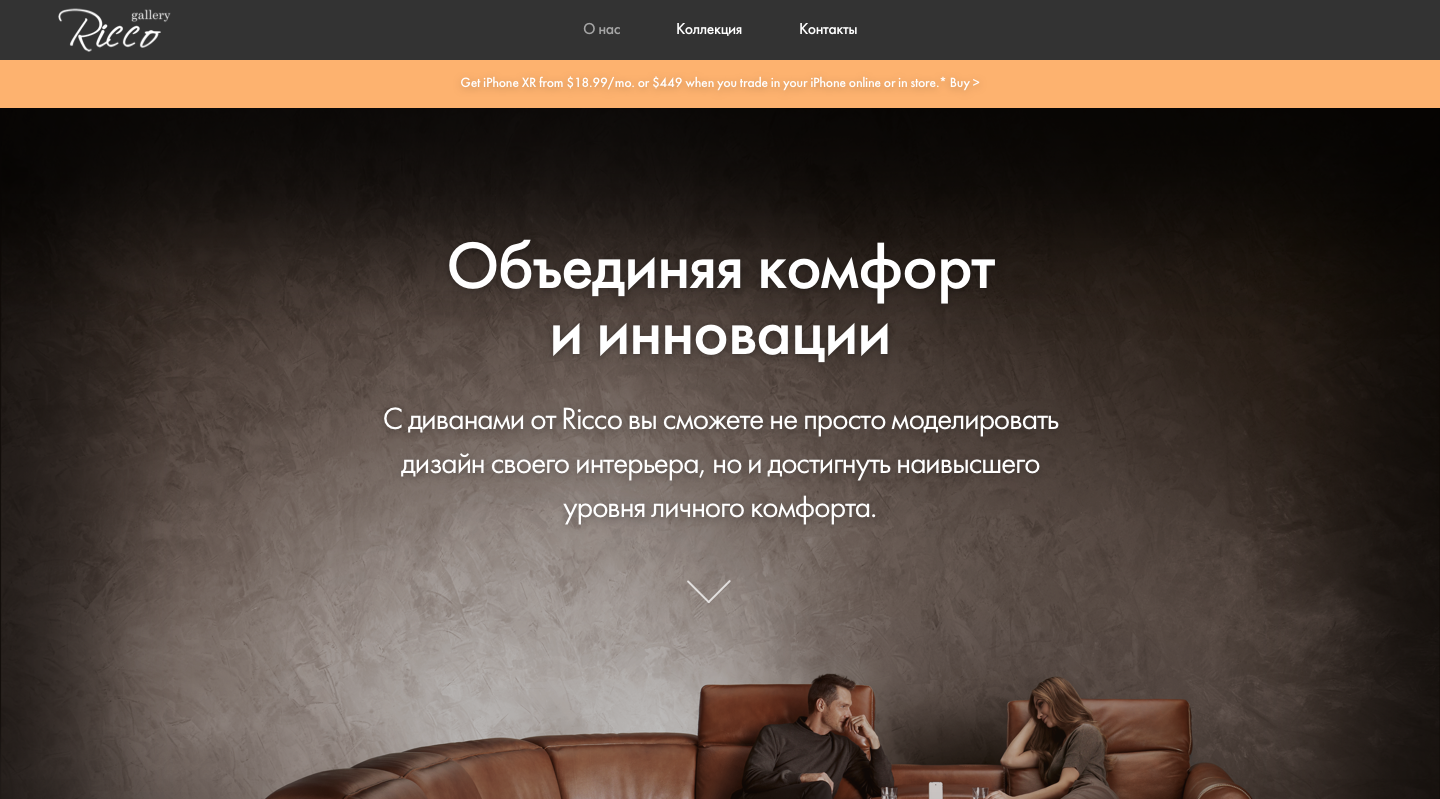 gallery
Ricco
О нас
Коллекция
Контакты
Get iPhone XR from $18.99/mo. or $449 when you trade in your iPhone online or in store.* Buy >
Объединяя комфорт
и инновации
С диванами от Ricco вы сможете не просто моделировать
дизайн своего интерьера, но и достигнуть наивысшего
уровня личного комфорта.